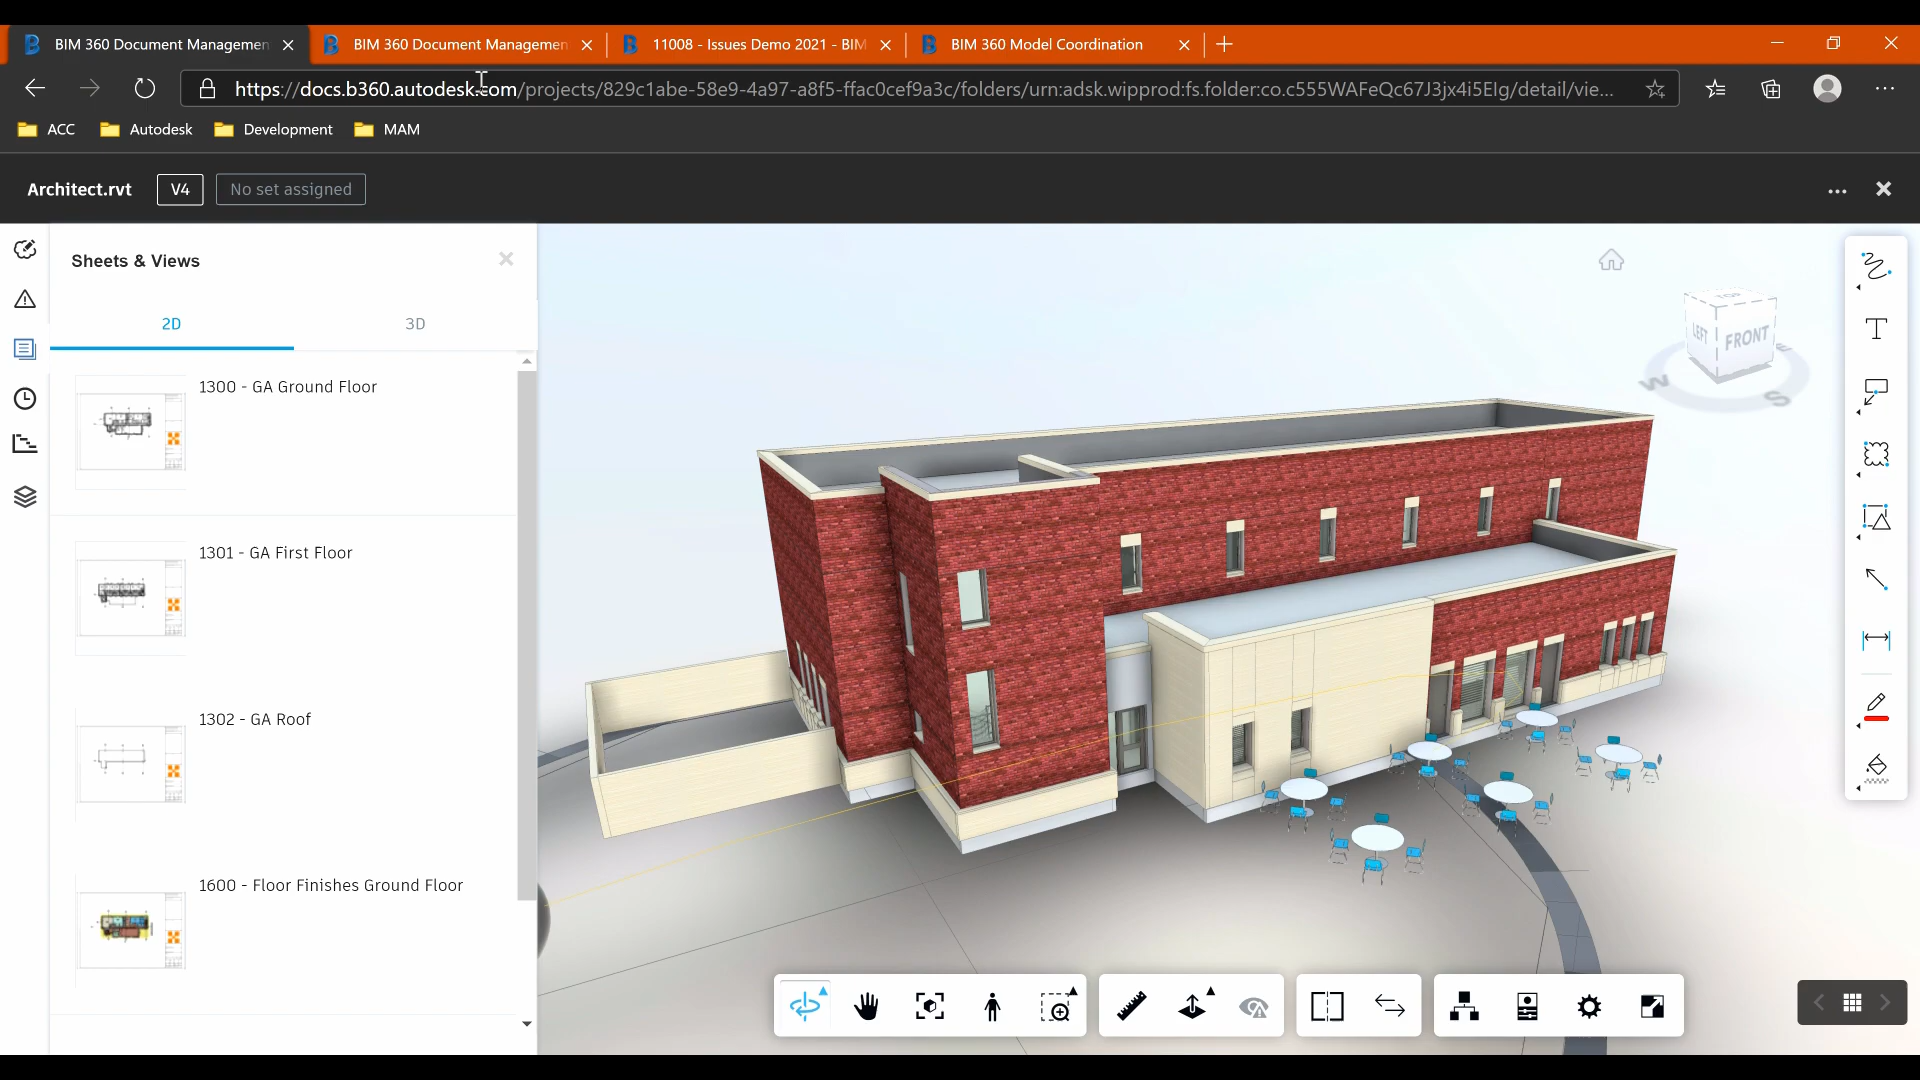 BIM 360 Document Managemen
BIM 360 Document Managemen
11008 - Issues Demo 2021 - BIM
BIM 360 Model Coordination
https://docs.b360.autodesk.com/projects/829c1abe-58e9-4a97-a8f5-ffac0cef9a3c/folders/urn:adsk.wipprod:fs.folder:co.c555WAFeQc67J3jx4i5EIg/detail/vie...
ACC
Autodesk
Development
MAM
Architect.rvt
V4
No set assigned
Sheets & Views
2D
3D
1300 - GA Ground Floor
1301 - GA First Floor
1302 - GA Roof
1600 - Floor Finishes Ground Floor
TOP
LEFT
FRONT
W
S
E
T